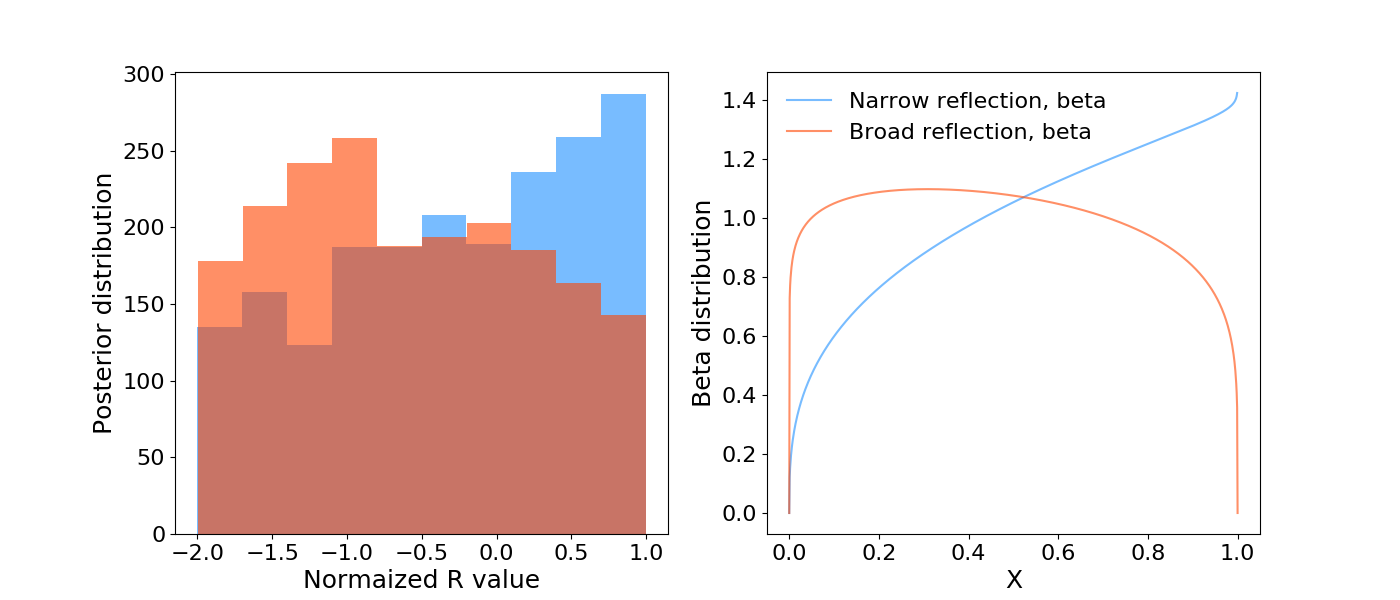 300
250
200
150
100
50
0
−2.0 −1.5 −1.0 −0.5 0.0 0.5 1.0
Normaized R value
Posterior distribution
Narrow reflection, beta
Broad reflection, beta
1.4
1.2
1.0
0.8
0.6
0.4
0.2
0.0
0.0 0.2 0.4 0.6 0.8 1.0
X
Beta distribution